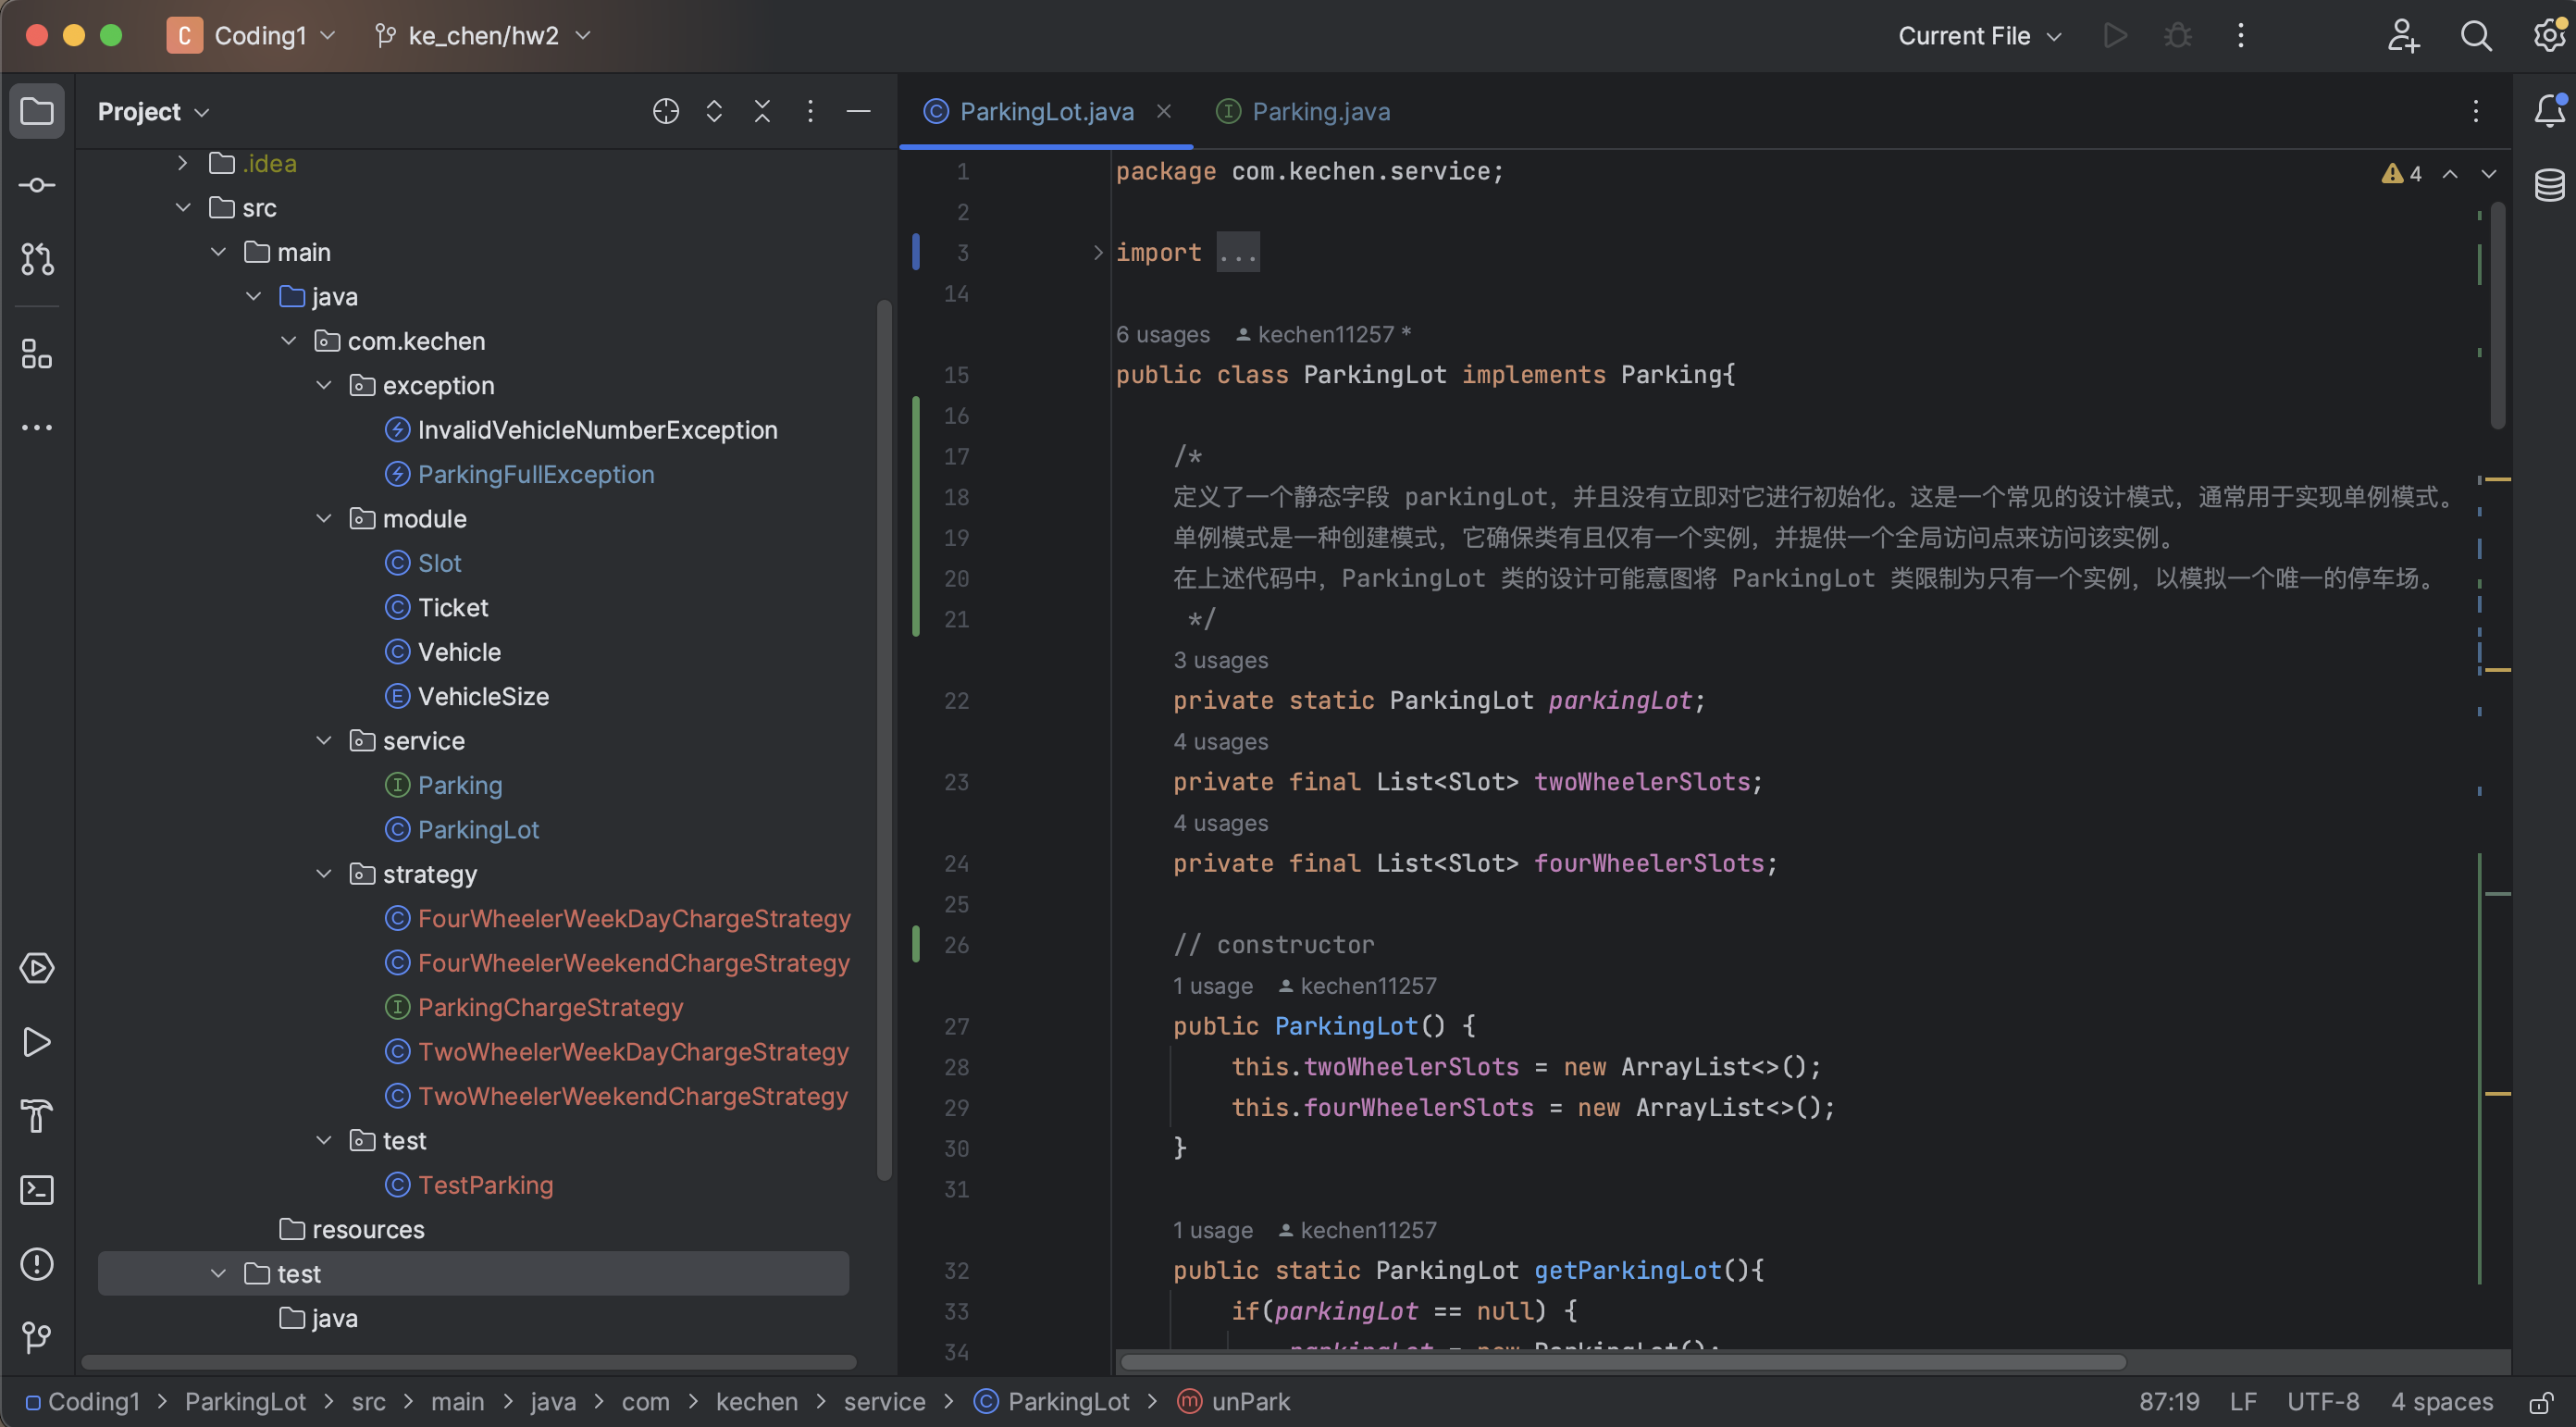 C Coding1 ke_chen/hw2 Current File
Project
.idea
src
main
java
com.kechen
exception
InvalidVehicleNumberException
ParkingFullException
module
Slot
Ticket
Vehicle
VehicleSize
service
Parking
ParkingLot
strategy
FourWheelerWeekDayChargeStrategy
FourWheelerWeekendChargeStrategy
ParkingChargeStrategy
TwoWheelerWeekDayChargeStrategy
TwoWheelerWeekendChargeStrategy
test
TestParking
resources
test
java
ParkingLot.java Parking.java
1 package com.kechen.service; 4
2
3 import ...
14
6 usages kechen11257 *
15 public class ParkingLot implements Parking{
16
17 /*
18 定义了一个静态字段 parkingLot，并且没有立即对它进行初始化。这是一个常见的设计模式，通常用于实现单例模式。
19 单例模式是一种创建模式，它确保类有且仅有一个实例，并提供一个全局访问点来访问该实例。
20 在上述代码中，ParkingLot 类的设计可能意图将 ParkingLot 类限制为只有一个实例，以模拟一个唯一的停车场。
21 */
3 usages
22 private static ParkingLot parkingLot;
4 usages
23 private final List<Slot> twoWheelerSlots;
4 usages
24 private final List<Slot> fourWheelerSlots;
25
26 // constructor
1 usage kechen11257
27 public ParkingLot() {
28 this.twoWheelerSlots = new ArrayList<>();
29 this.fourWheelerSlots = new ArrayList<>();
30 }
31
1 usage kechen11257
32 public static ParkingLot getParkingLot(){
33 if(parkingLot == null) {
34 parkingLot = new ParkingLot();
Coding1 > ParkingLot > src > main > java > com > kechen > service > ParkingLot > unPark 87:19 LF UTF-8 4 spaces